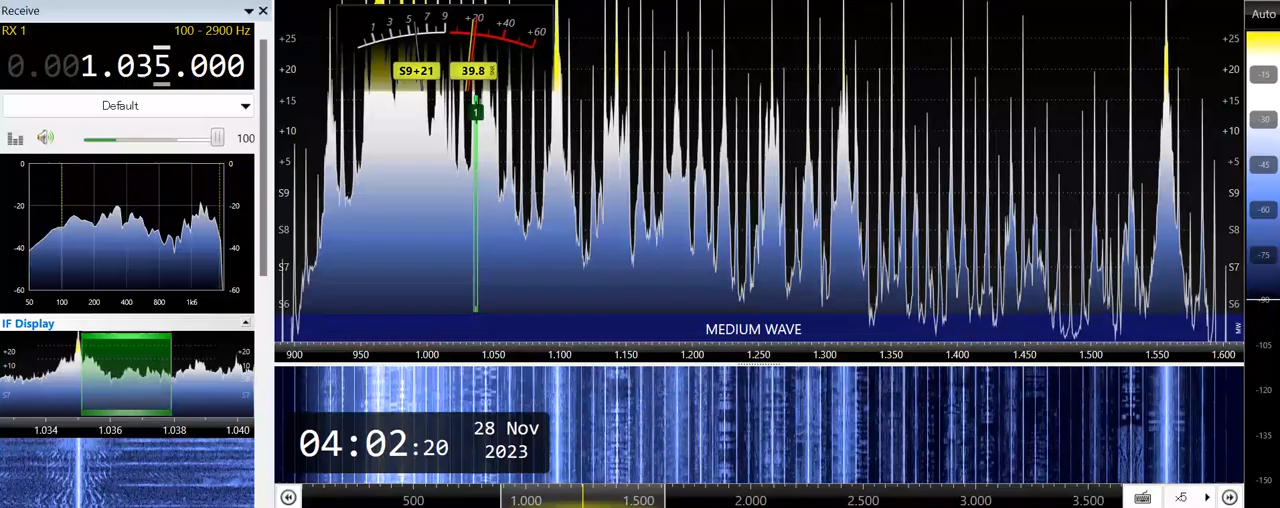 Receive
RX 1 100 - 2900 Hz
0.001.035.000
Default
100
0 0
-20 -20
-40 -40
-60 -60
50 100 200 400 800 1k6
IF Display
+20 +20
+10 +10
S7 S7
1.034 1.036 1.038 1.040
1 3 5 7 9 +20 +40 +60
S9+21 39.8 SNR
1
+25 +25
+20 +20
+15 +15
+10 +10
+5 +5
S9 S9
S8 S8
S7 S7
S6 S6
MEDIUM WAVE
MW
900 950 1.000 1.050 1.100 1.150 1.200 1.250 1.300 1.350 1.400 1.450 1.500 1.550 1.600
04:02:20 28 Nov
2023
500 1.000 1.500 2.000 2.500 3.000 3.500
x5
Auto
-15
-30
-45
-60
-75
-90
-105
-120
-135
-150